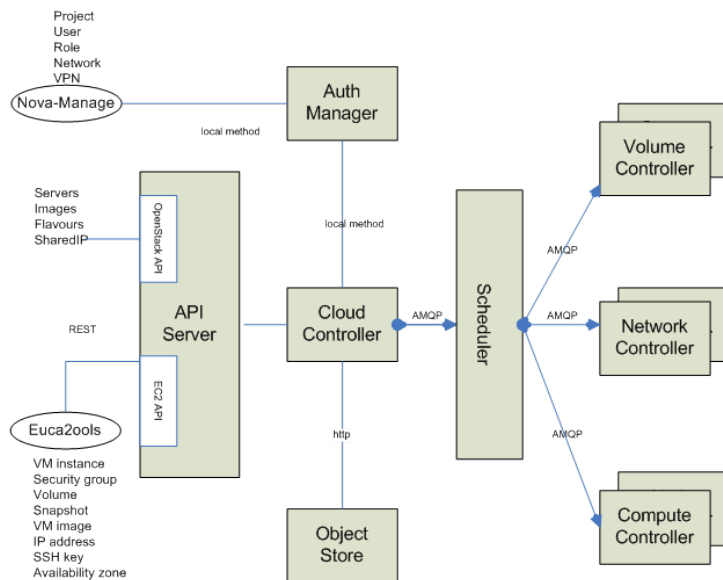 Project
User
Role
Network
VPN
Nova-Manage
Auth
Manager
local method
Volume
Controller
Servers
Images
Flavours
SharedIP
OpenStack API
local method
AMQP
API
Server
Cloud
Controller
AMQP
Scheduler
AMQP
Network
Controller
REST
EC2 API
Euca2ools
http
AMQP
VM instance
Security group
Volume
Snapshot
VM image
IP address
SSH key
Availability zone
Object
Store
Compute
Controller